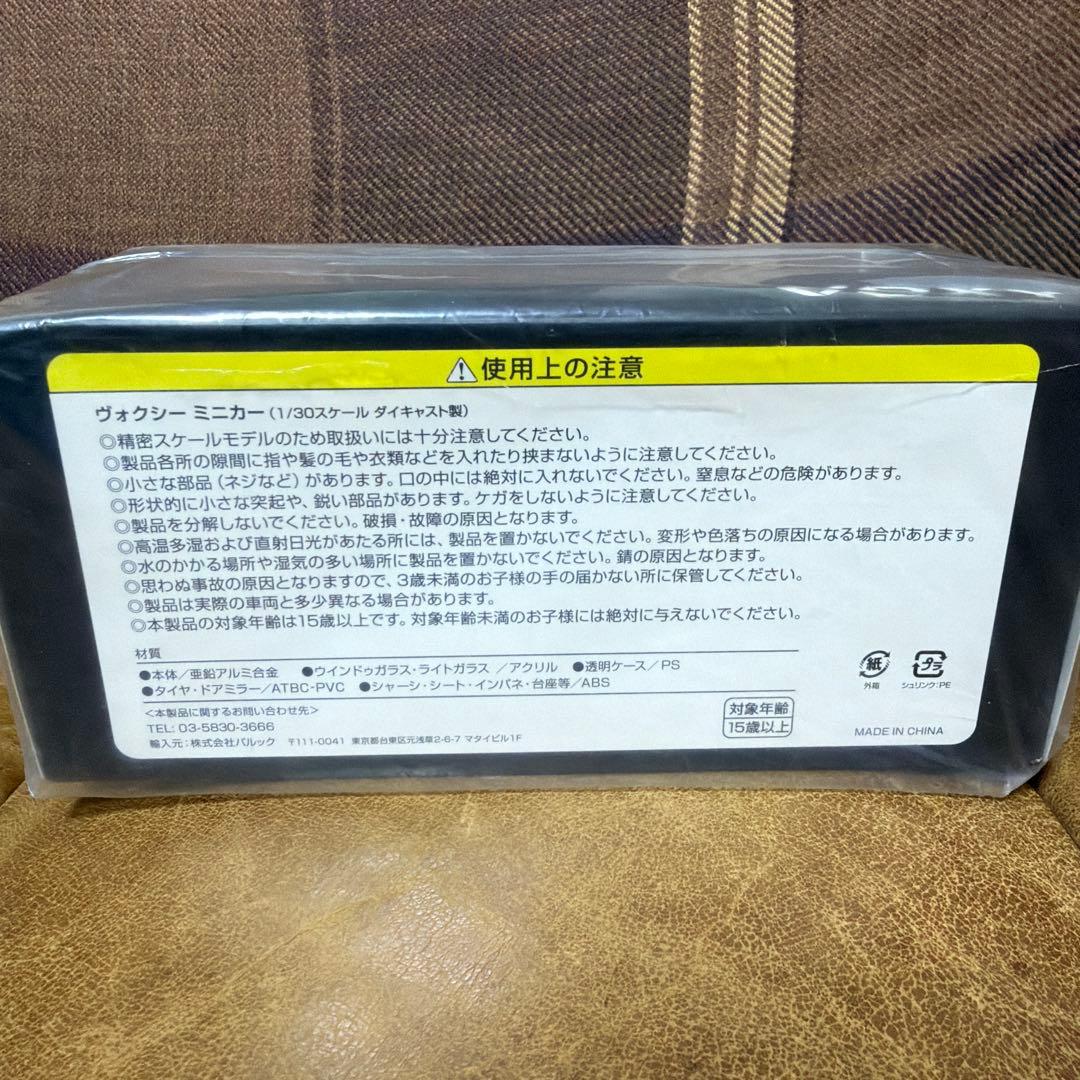 ⚠使用上の注意
ヴォクシー ミニカー(1/30スケール ダイキャスト製)
◎精密スケールモデルのため取扱いには十分注意してください。
◎製品各所の隙間に指や髪の毛や衣類などを入れたり挟まないように注意してください。
◎小さな部品(ネジなど)があります。口の中には絶対に入れないでください。窒息などの危険があります。
◎形状的に小さな突起や、鋭い部品があります。ケガをしないように注意してください。
◎製品を分解しないでください。破損・故障の原因となります。
◎高温多湿および直射日光があたる所には、製品を置かないでください。変形や色落ちの原因になる場合があります。
◎水のかかる場所や湿気の多い場所に製品を置かないでください。錆の原因となります。
◎思わぬ事故の原因となりますので、3歳未満のお子様の手の届かない所に保管してください。
◎製品は実際の車両と多少異なる場合があります。
◎本製品の対象年齢は15歳以上です。対象年齢未満のお子様には絶対に与えないでください。
材質
●本体/亜鉛アルミ合金 ●ウインドゥガラス・ライトガラス /アクリル ●透明ケース/PS
●タイヤ・ドアミラー/ATBC-PVC ●シャーシ・シート・インパネ・台座等/ABS
<本製品に関するお問い合わせ先>
TEL: 03-5830-3666
輸入元:株式会社バルック 〒111-0041 東京都台東区元浅草2-6-7 マタイビル1F
対象年齢
15歳以上
紙
外箱
プラ
シュリンク:PE
MADE IN CHINA